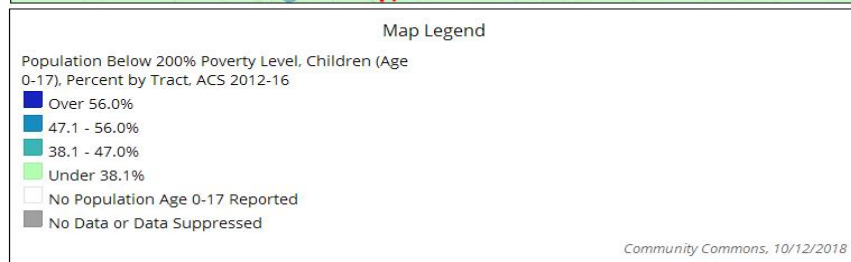 Map Legend
Population Below 200% Poverty Level, Children (Age
0-17), Percent by Tract, ACS 2012-16
Over 56.0%
47.1 - 56.0%
38.1 - 47.0%
Under 38.1%
No Population Age 0-17 Reported
No Data or Data Suppressed
Community Commons, 10/12/2018